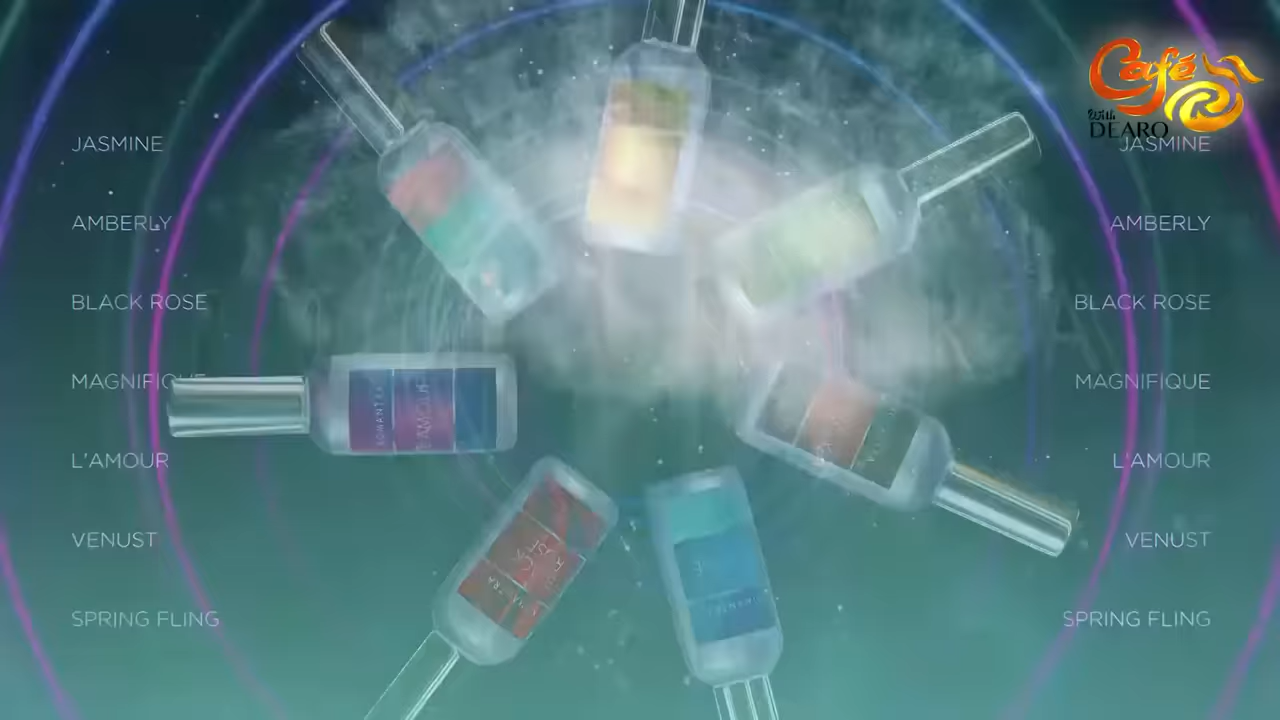 Café
With
DEARO
JASMINE
AMBERLY
BLACK ROSE
MAGNIFIQUE
L'AMOUR
VENUST
SPRING FLING
JASMINE
AMBERLY
BLACK ROSE
MAGNIFIQUE
L'AMOUR
VENUST
SPRING FLING
L'AMOUR